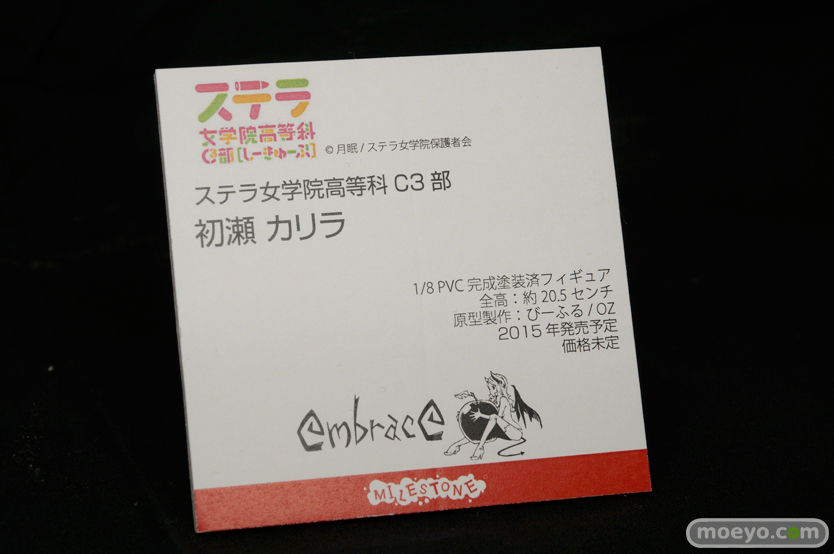 ステラ
女学院高等科
C3部[しーきゅーぶ]
© 月眠 / ステラ女学院保護者会
ステラ女学院高等科 C3 部
初瀬 カリラ
1/8 PVC 完成塗装済フィギュア
全高：約 20.5 センチ
原型製作：びーふる / OZ
2015 年発売予定
価格未定
embrace
MILESTONE
moeyo.com